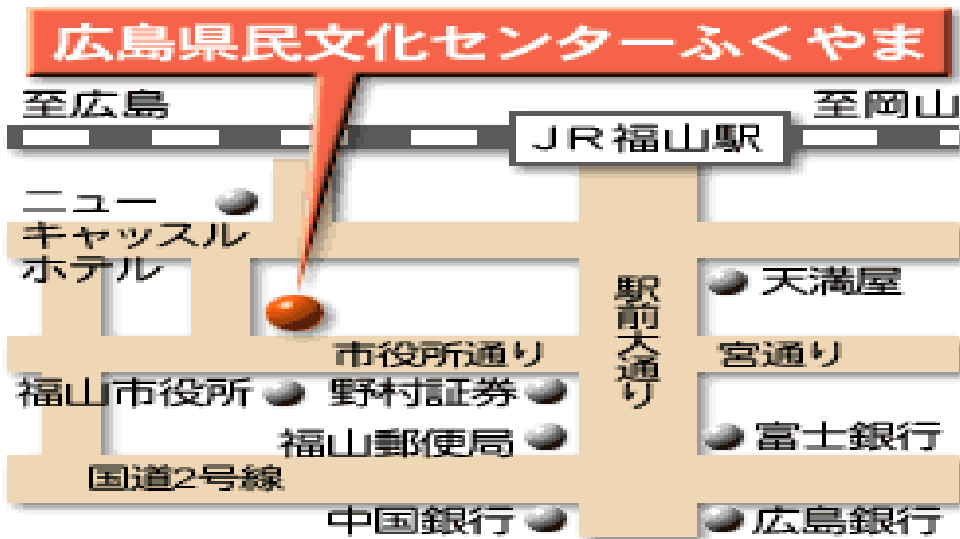 広島県民文化センターふくやま
至広島
至岡山
JR福山駅
ニュー
キャッスル
ホテル
天満屋
駅前大通り
市役所通り
宮通り
福山市役所
野村証券
福山郵便局
富士銀行
国道2号線
中国銀行
広島銀行